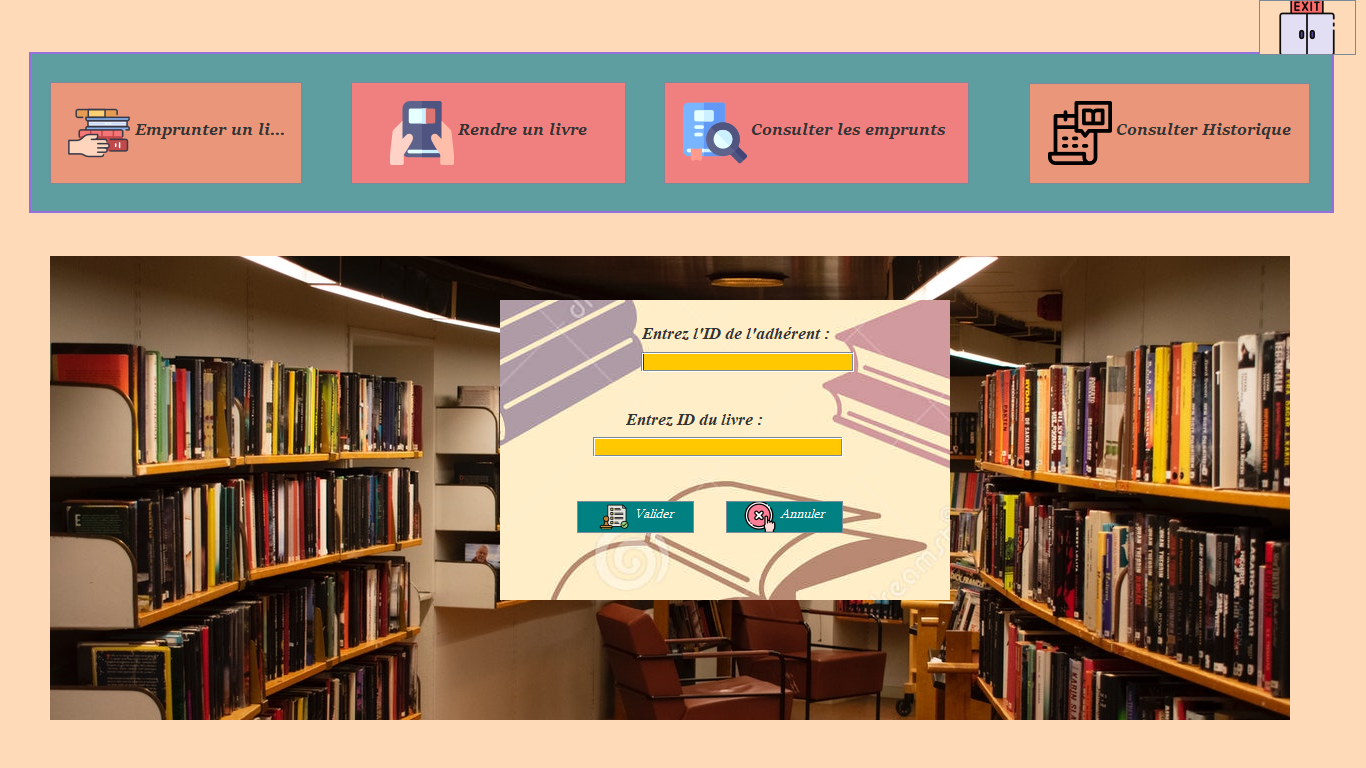 EXIT
Emprunter un li...
Rendre un livre
Consulter les emprunts
Consulter Historique
Entrez l'ID de l'adhérent :
Entrez ID du livre :
Valider
Annuler